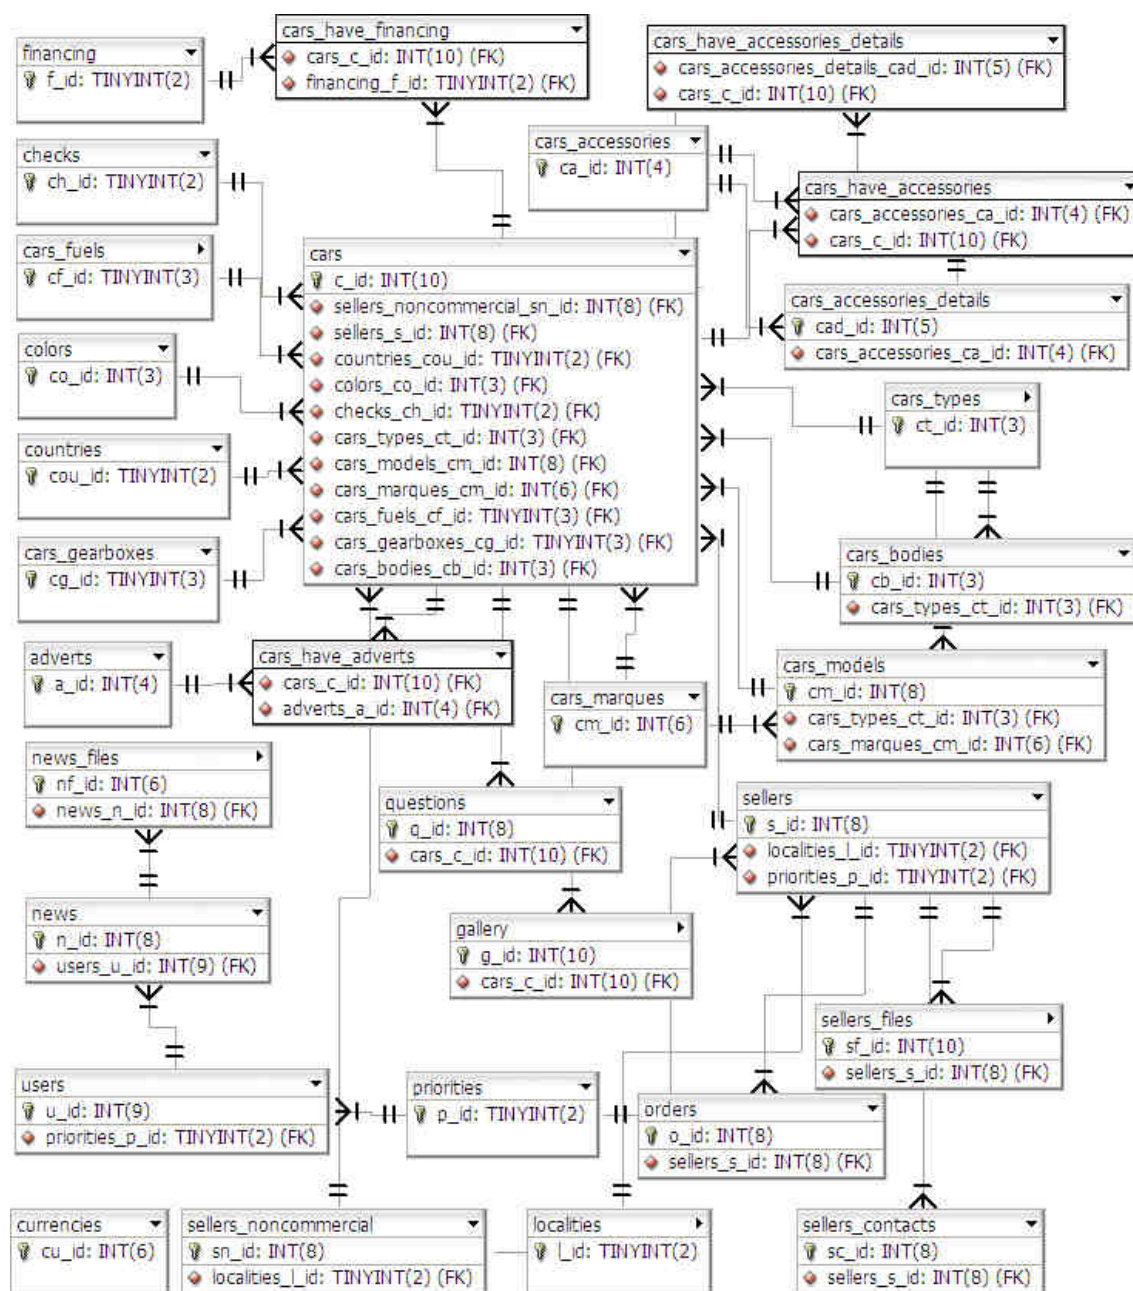 cars_have_financing
cars_c_id: INT(10) (FK)
financing_f_id: TINYINT(2) (FK)
cars_have_accessories_details
cars_accessories_details_cad_id: INT(5) (FK)
cars_c_id: INT(10) (FK)
financing
f_id: TINYINT(2)
cars_accessories
ca_id: INT(4)
checks
ch_id: TINYINT(2)
cars_have_accessories
cars_accessories_ca_id: INT(4) (FK)
cars_c_id: INT(10) (FK)
cars_fuels
cf_id: TINYINT(3)
cars
c_id: INT(10)
sellers_noncommercial_sn_id: INT(8) (FK)
sellers_s_id: INT(8) (FK)
countries_cou_id: TINYINT(2) (FK)
colors_co_id: INT(3) (FK)
checks_ch_id: TINYINT(2) (FK)
cars_types_ct_id: INT(3) (FK)
cars_models_cm_id: INT(8) (FK)
cars_marques_cm_id: INT(6) (FK)
cars_fuels_cf_id: TINYINT(3) (FK)
cars_gearboxes_cg_id: TINYINT(3) (FK)
cars_bodies_cb_id: INT(3) (FK)
cars_accessories_details
cad_id: INT(5)
cars_accessories_ca_id: INT(4) (FK)
colors
co_id: INT(3)
cars_types
ct_id: INT(3)
countries
cou_id: TINYINT(2)
cars_gearboxes
cg_id: TINYINT(3)
cars_bodies
cb_id: INT(3)
cars_types_ct_id: INT(3) (FK)
adverts
a_id: INT(4)
cars_have_adverts
cars_c_id: INT(10) (FK)
adverts_a_id: INT(4) (FK)
cars_marques
cm_id: INT(6)
cars_models
cm_id: INT(8)
cars_types_ct_id: INT(3) (FK)
cars_marques_cm_id: INT(6) (FK)
news_files
nf_id: INT(6)
news_n_id: INT(8) (FK)
questions
q_id: INT(8)
cars_c_id: INT(10) (FK)
sellers
s_id: INT(8)
localities_l_id: TINYINT(2) (FK)
priorities_p_id: TINYINT(2) (FK)
news
n_id: INT(8)
users_u_id: INT(9) (FK)
gallery
g_id: INT(10)
cars_c_id: INT(10) (FK)
sellers_files
sf_id: INT(10)
sellers_s_id: INT(8) (FK)
users
u_id: INT(9)
priorities_p_id: TINYINT(2) (FK)
priorities
p_id: TINYINT(2)
orders
o_id: INT(8)
sellers_s_id: INT(8) (FK)
currencies
cu_id: INT(6)
sellers_noncommercial
sn_id: INT(8)
localities_l_id: TINYINT(2) (FK)
localities
l_id: TINYINT(2)
sellers_contacts
sc_id: INT(8)
sellers_s_id: INT(8) (FK)